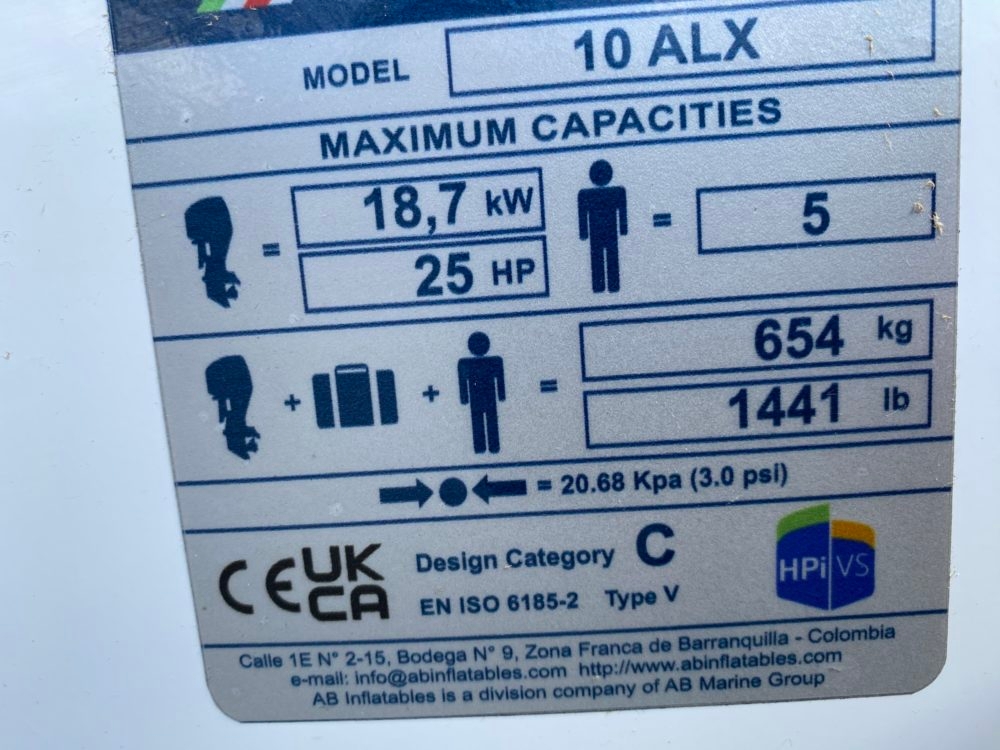 MODEL 10 ALX
MAXIMUM CAPACITIES
= 18,7 kW
25 HP
= 5
+ + = 654 kg
1441 lb
= 20.68 Kpa (3.0 psi)
CE UK
CA
Design Category C
EN ISO 6185-2 Type V
HPi VS
Calle 1E N° 2-15, Bodega N° 9, Zona Franca de Barranquilla - Colombia
e-mail: info@abinflatables.com http://www.abinflatables.com
AB Inflatables is a division company of AB Marine Group